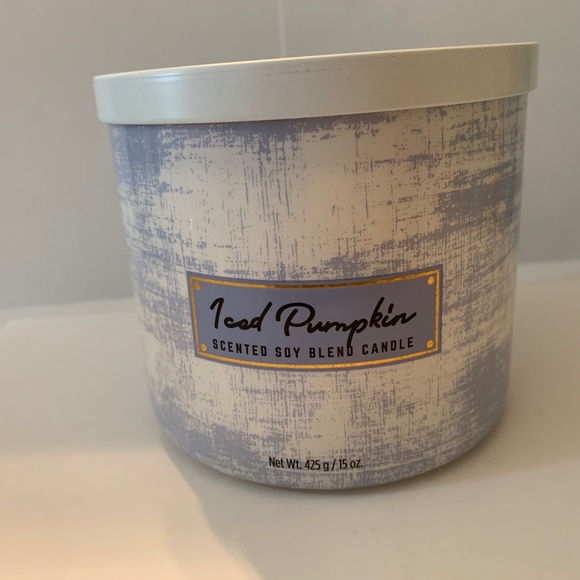 Iced Pumpkin
SCENTED SOY BLEND CANDLE
Net Wt. 425 g / 15 oz.